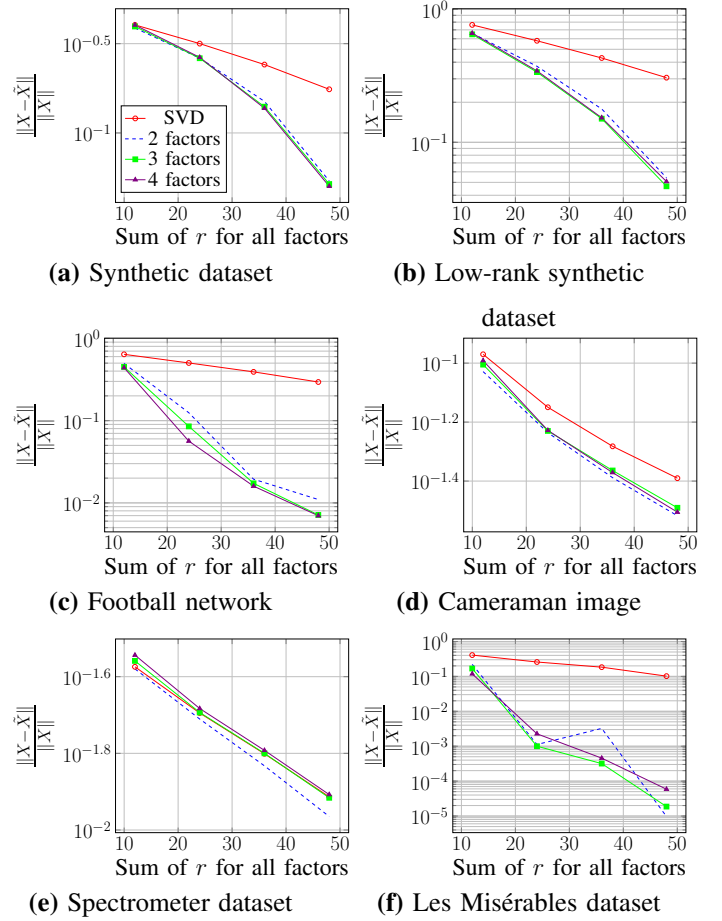 10^−0.5
10^−1
‖X−X̃‖
‖X‖
SVD
2 factors
3 factors
4 factors
10 20 30 40 50
Sum of r for all factors
(a) Synthetic dataset
10^0
10^−1
‖X−X̃‖
‖X‖
10 20 30 40 50
Sum of r for all factors
(b) Low-rank synthetic
dataset
10^0
10^−1
10^−2
‖X−X̃‖
‖X‖
10 20 30 40 50
Sum of r for all factors
(c) Football network
10^−1
10^−1.2
10^−1.4
‖X−X̃‖
‖X‖
10 20 30 40 50
Sum of r for all factors
(d) Cameraman image
10^−1.6
10^−1.8
10^−2
‖X−X̃‖
‖X‖
10 20 30 40 50
Sum of r for all factors
(e) Spectrometer dataset
10^0
10^−1
10^−2
10^−3
10^−4
10^−5
‖X−X̃‖
‖X‖
10 20 30 40 50
Sum of r for all factors
(f) Les Misérables dataset